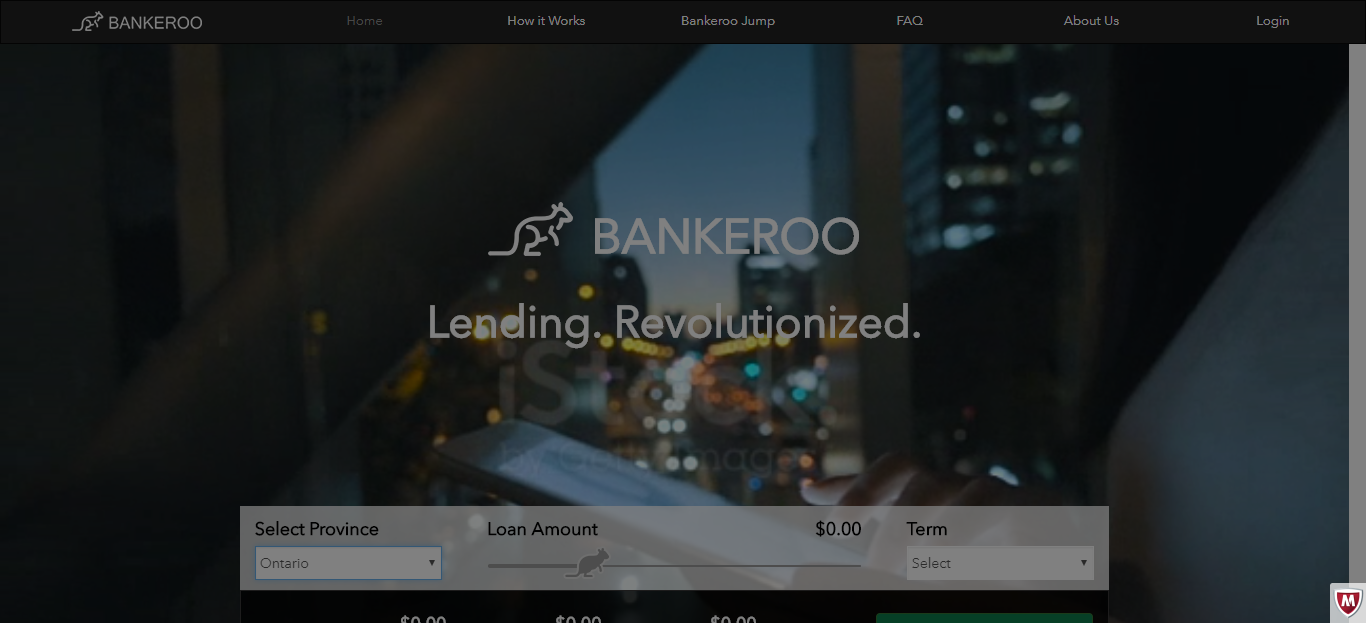 BANKEROO
Home
How it Works
Bankeroo Jump
FAQ
About Us
Login
BANKEROO
Lending. Revolutionized.
iStock
by Getty Images
Select Province
Loan Amount
$0.00
Term
Ontario
Select
$0.00
$0.00
$0.00
M